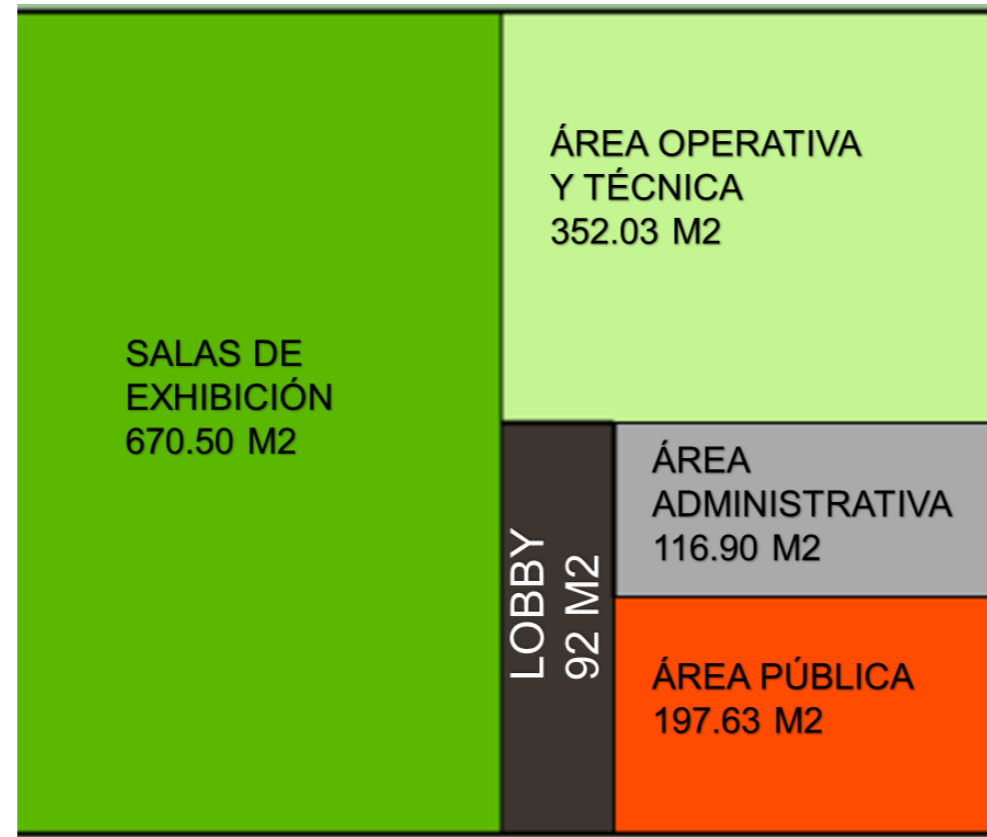 SALAS DE
EXHIBICIÓN
670.50 M2
ÁREA OPERATIVA
Y TÉCNICA
352.03 M2
LOBBY
92 M2
ÁREA
ADMINISTRATIVA
116.90 M2
ÁREA PÚBLICA
197.63 M2